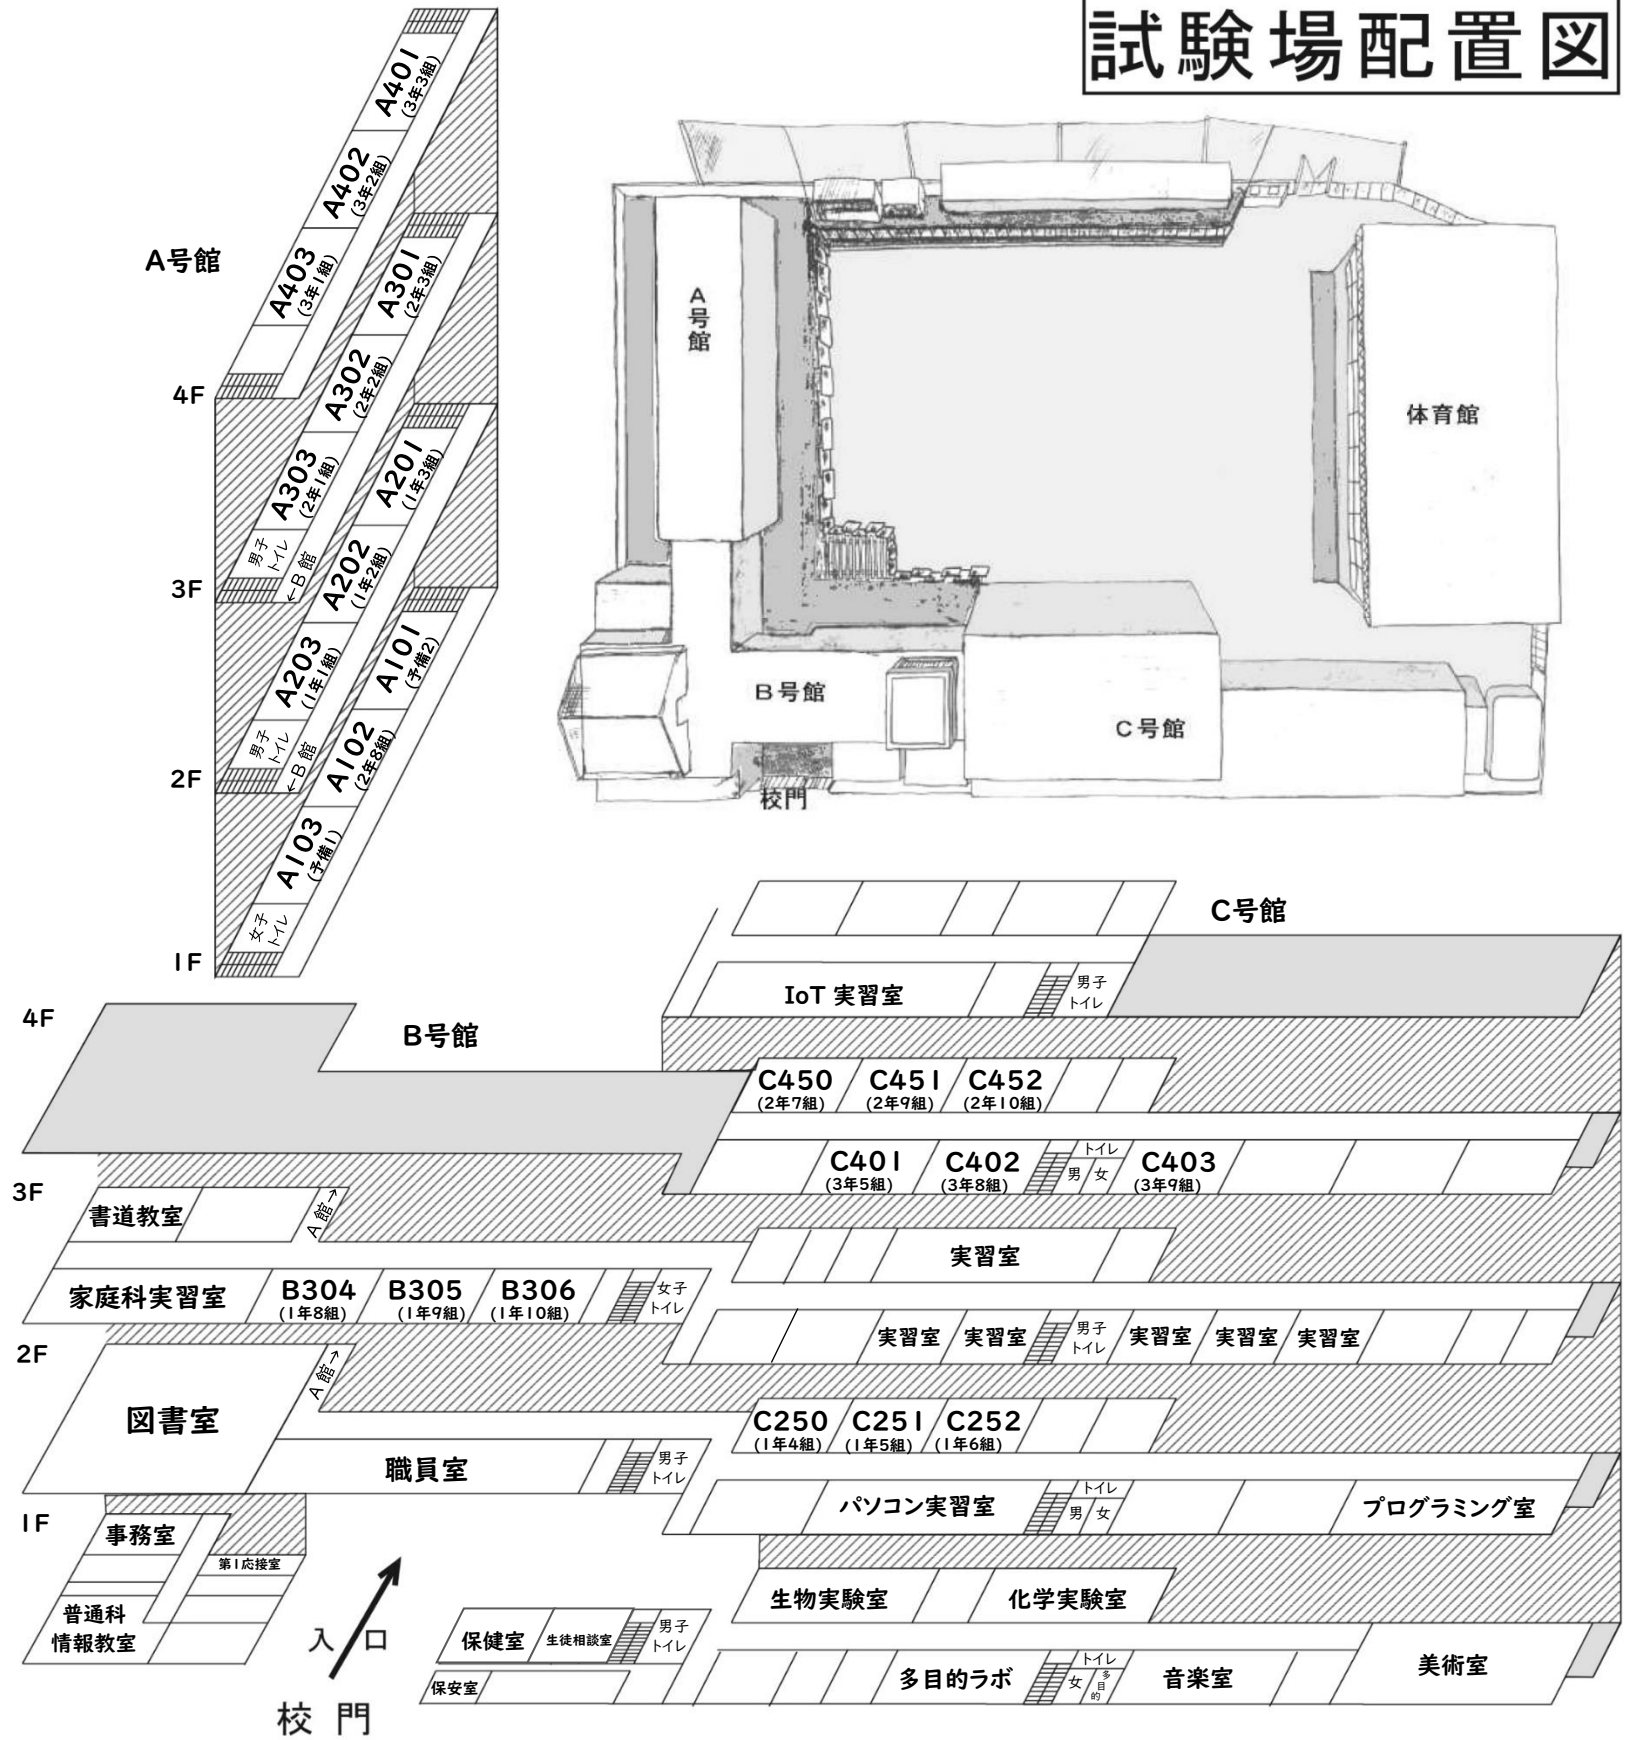 試験場配置図
A号館
A401
(3年3組)
A402
(3年2組)
A403
(3年1組)
4F
A301
(2年3組)
A302
(2年2組)
A303
(2年1組)
男子
トイレ
←B館
3F
A201
(1年3組)
A202
(1年2組)
A203
(1年1組)
男子
トイレ
←B館
2F
A101
(予備2)
A102
(2年8組)
A103
(予備1)
女子
トイレ
1F
A号館
体育館
B号館
C号館
校門
C号館
IoT 実習室
男子
トイレ
4F
B号館
C450
(2年7組)
C451
(2年9組)
C452
(2年10組)
C401
(3年5組)
C402
(3年8組)
トイレ
男
女
C403
(3年9組)
3F
書道教室
A館→
家庭科実習室
B304
(1年8組)
B305
(1年9組)
B306
(1年10組)
女子
トイレ
実習室
実習室
実習室
男子
トイレ
実習室
実習室
実習室
2F
A館→
図書室
職員室
男子
トイレ
C250
(1年4組)
C251
(1年5組)
C252
(1年6組)
パソコン実習室
トイレ
男
女
プログラミング室
1F
事務室
第1応接室
普通科
情報教室
入口
校門
保健室
生徒相談室
男子
トイレ
保安室
生物実験室
化学実験室
多目的ラボ
トイレ
女
多目的
音楽室
美術室